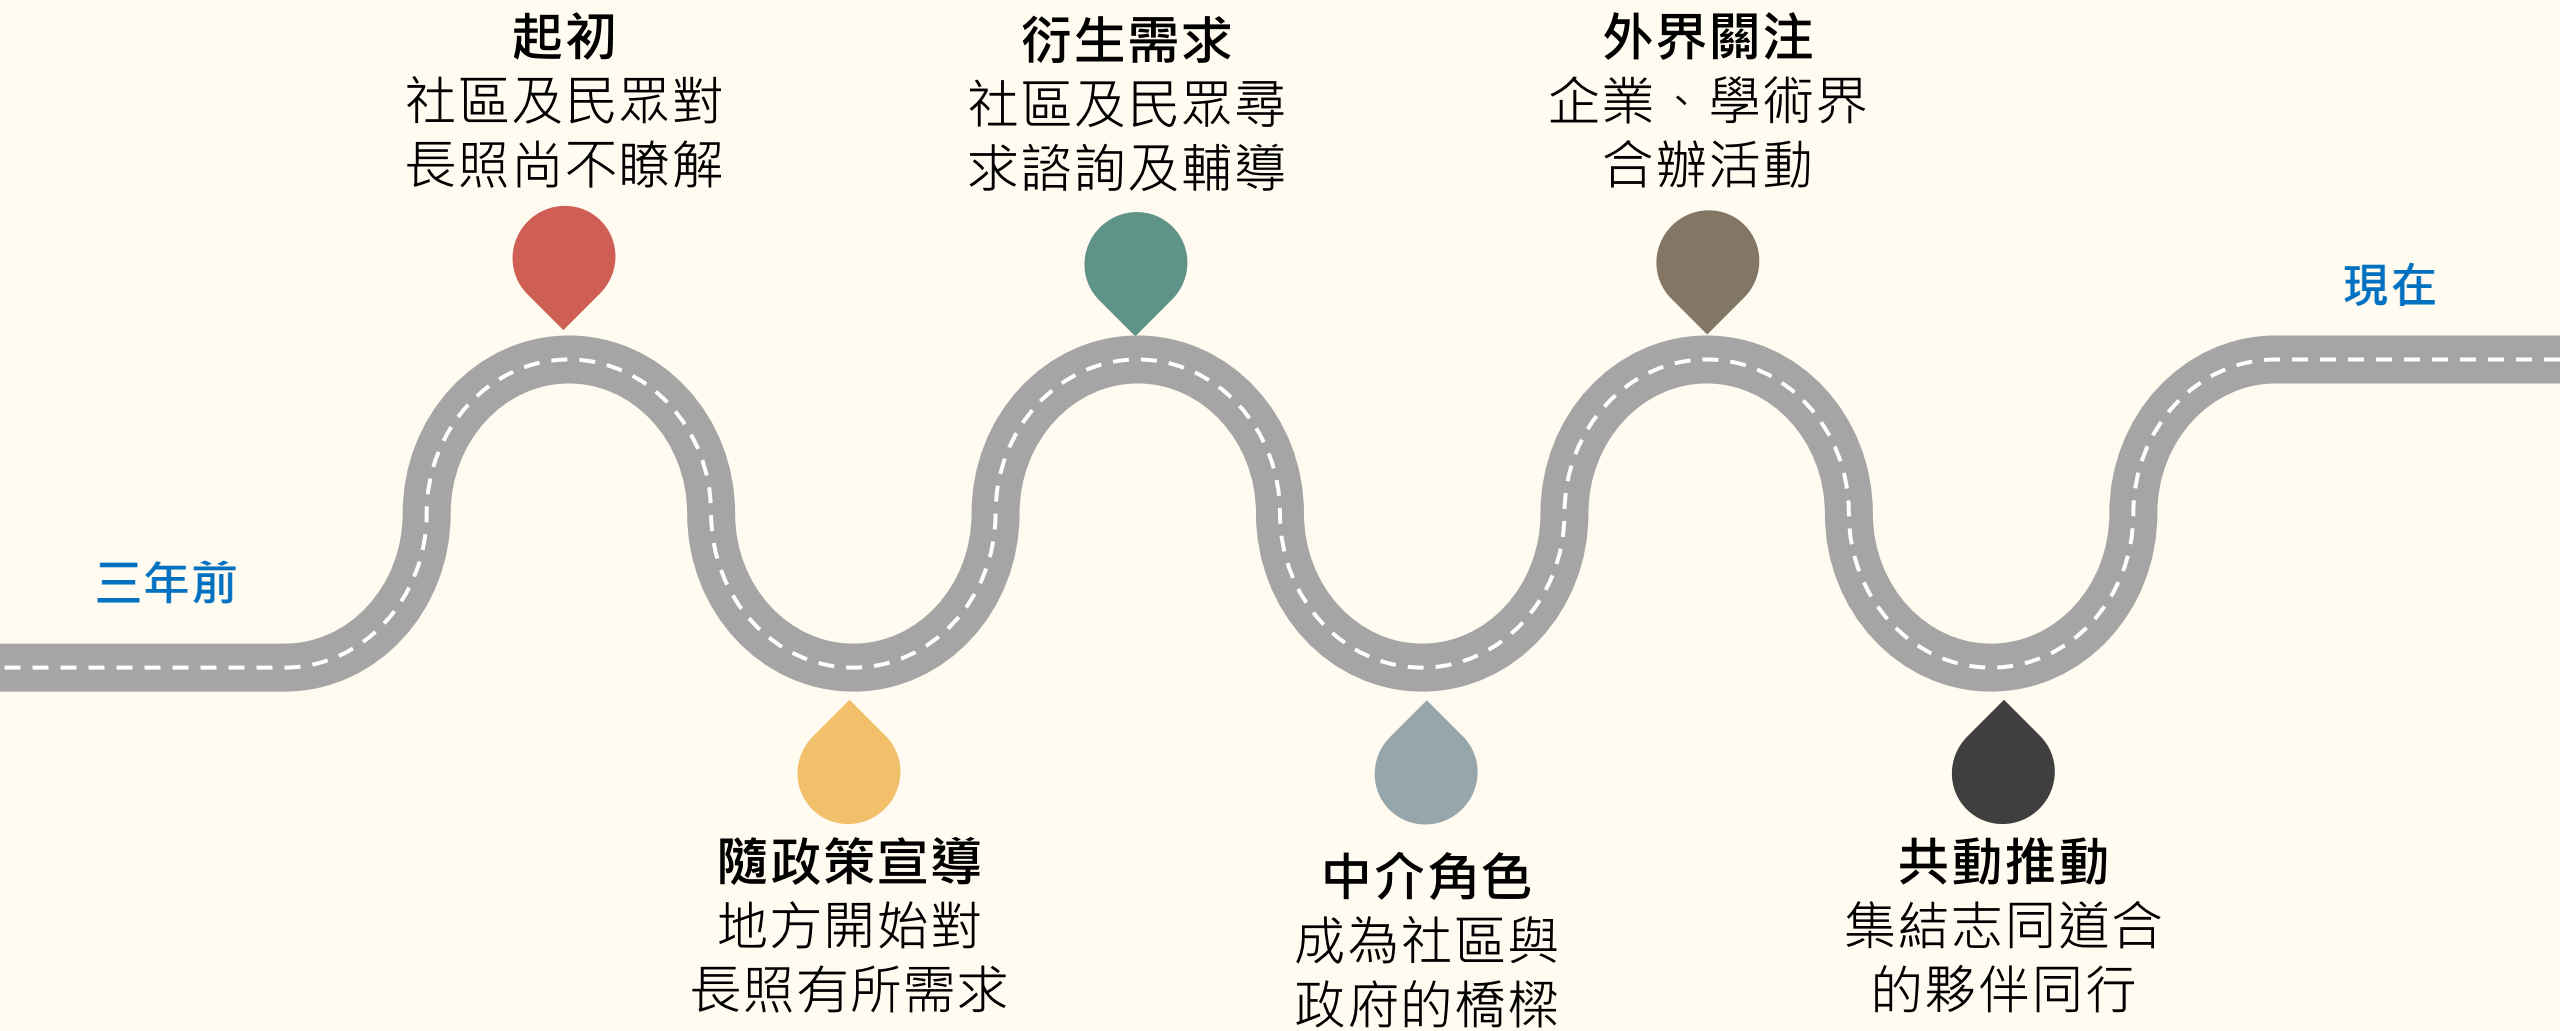 三年前
起初
社區及民眾對
長照尚不瞭解
隨政策宣導
地方開始對
長照有所需求
衍生需求
社區及民眾尋
求諮詢及輔導
中介角色
成為社區與
政府的橋樑
外界關注
企業、學術界
合辦活動
共動推動
集結志同道合
的夥伴同行
現在